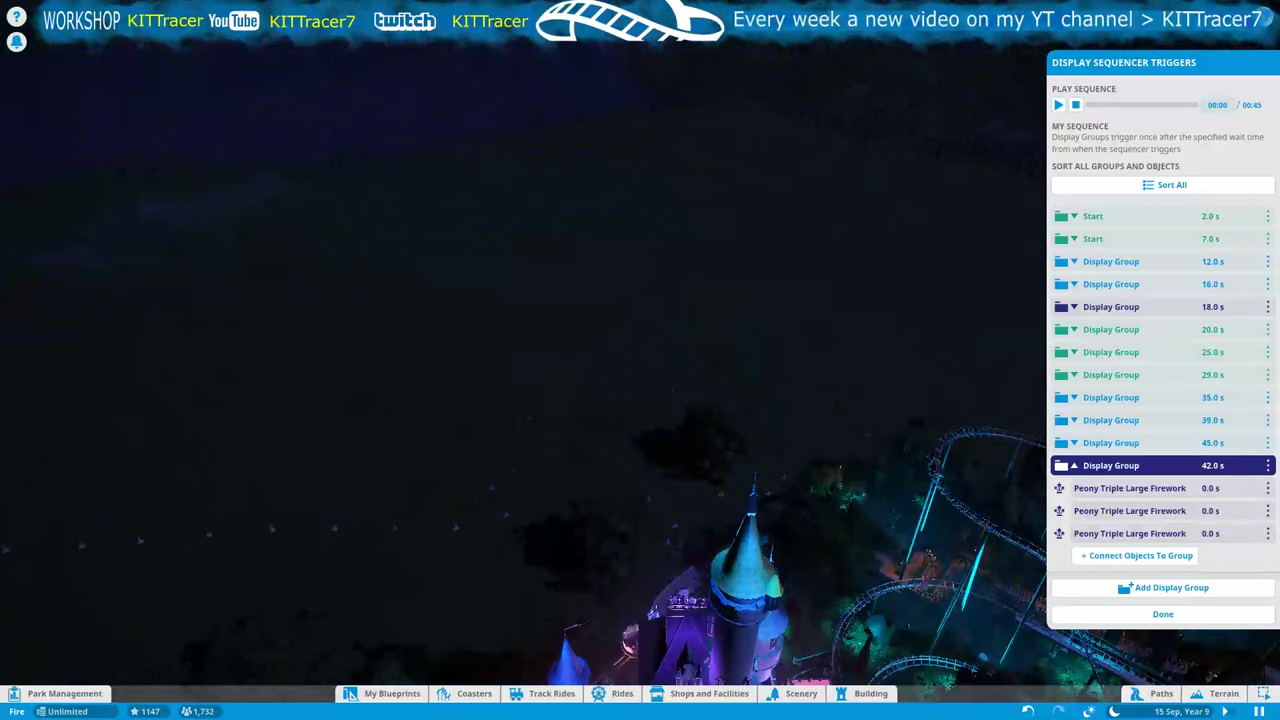 ?
WORKSHOP KITTracer YouTube KITTracer7 twitch KITTracer Every week a new video on my YT channel > KITTracer7
DISPLAY SEQUENCER TRIGGERS
PLAY SEQUENCE
00:00 / 00:45
MY SEQUENCE
Display Groups trigger once after the specified wait time
from when the sequencer triggers
SORT ALL GROUPS AND OBJECTS
Sort All
Start 2.0 s
Start 7.0 s
Display Group 12.0 s
Display Group 16.0 s
Display Group 18.0 s
Display Group 20.0 s
Display Group 25.0 s
Display Group 29.0 s
Display Group 35.0 s
Display Group 39.0 s
Display Group 45.0 s
Display Group 42.0 s
Peony Triple Large Firework 0.0 s
Peony Triple Large Firework 0.0 s
Peony Triple Large Firework 0.0 s
+ Connect Objects To Group
Add Display Group
Done
Park Management My Blueprints Coasters Track Rides Rides Shops and Facilities Scenery Building Paths Terrain
Fire Unlimited 1147 1,732 15 Sep, Year 9